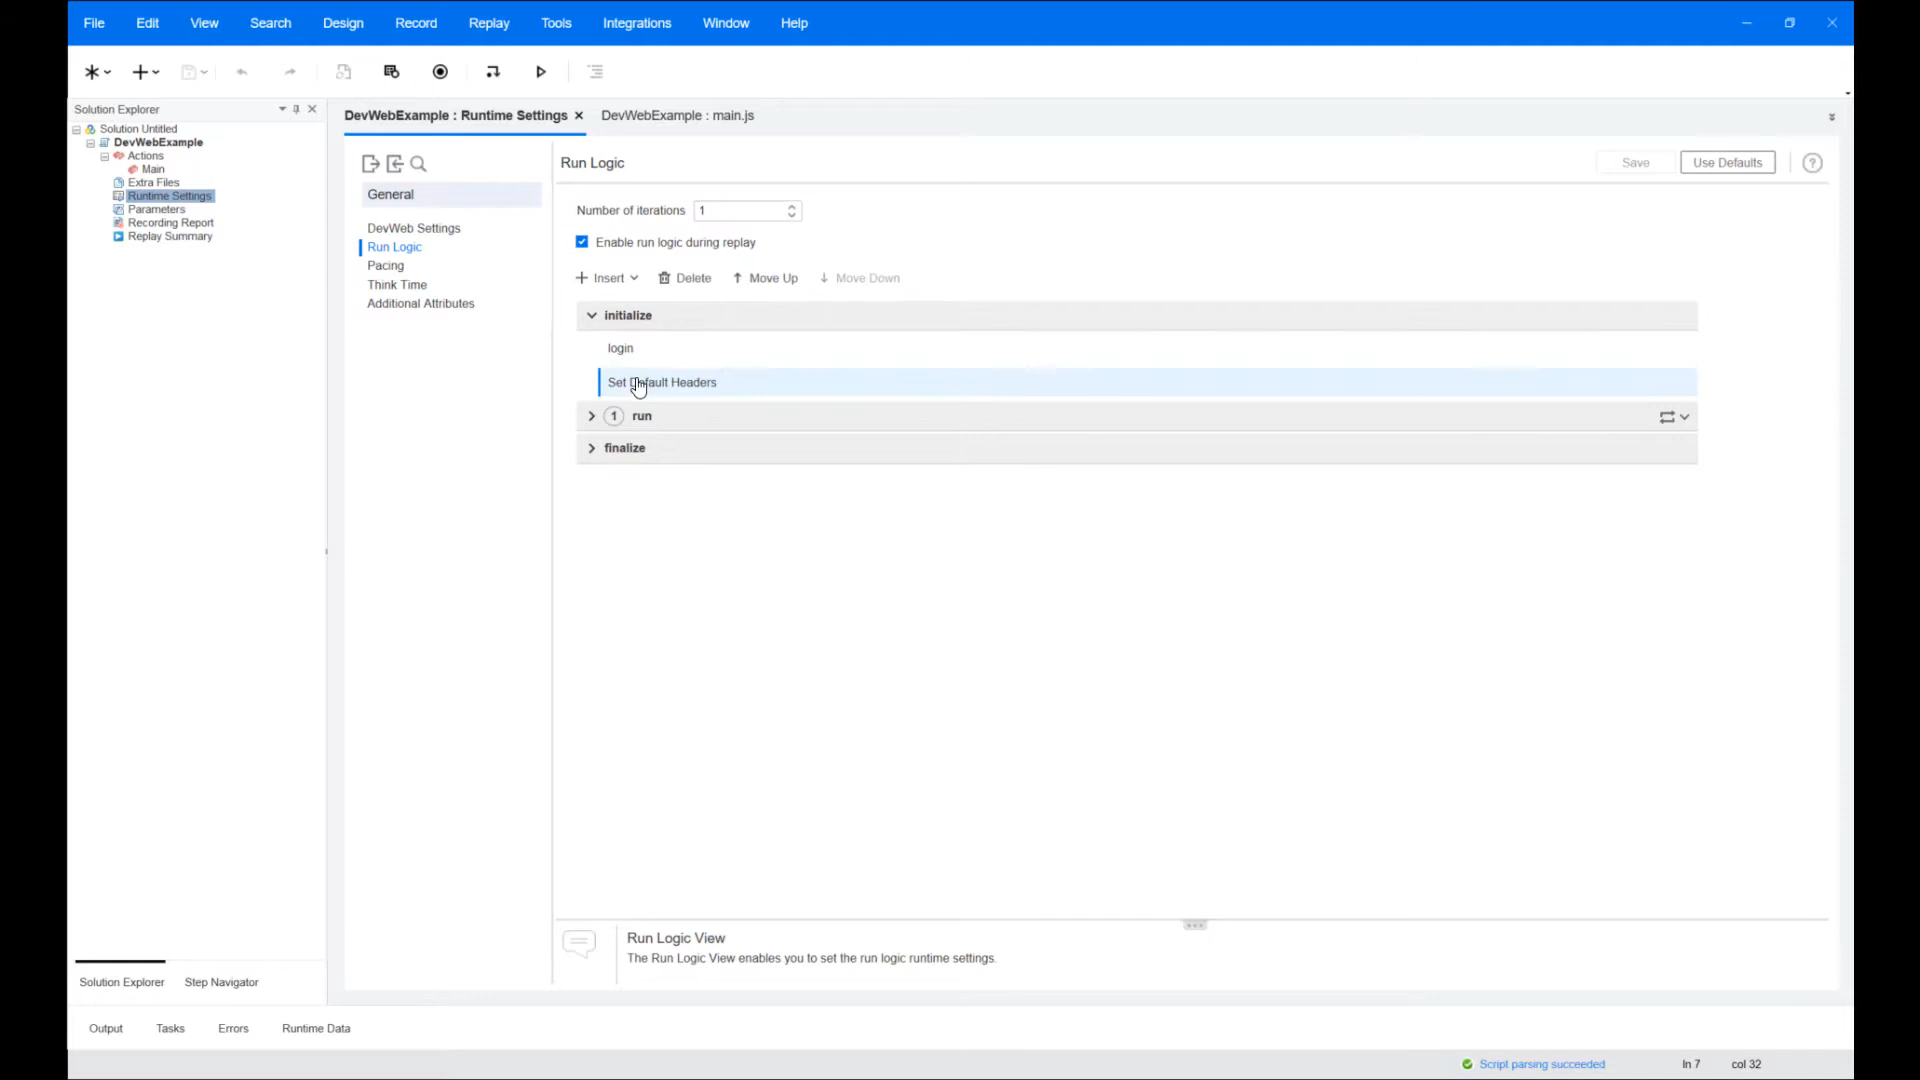 File Edit View Search Design Record Replay Tools Integrations Window Help
Solution Explorer
Solution Untitled
DevWebExample
Actions
Main
Extra Files
Runtime Settings
Parameters
Recording Report
Replay Summary
Solution Explorer Step Navigator
DevWebExample : Runtime Settings DevWebExample : main.js
General
DevWeb Settings
Run Logic
Pacing
Think Time
Additional Attributes
Run Logic Save Use Defaults ?
Number of iterations 1
Enable run logic during replay
Insert Delete Move Up Move Down
initialize
login
Set Default Headers
1 run
finalize
Run Logic View
The Run Logic View enables you to set the run logic runtime settings.
Output Tasks Errors Runtime Data
Script parsing succeeded ln 7 col 32